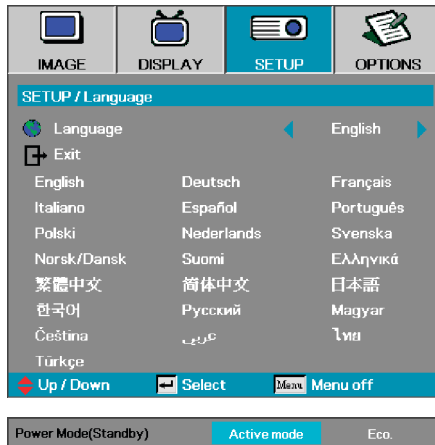 IMAGE DISPLAY SETUP OPTIONS
SETUP / Language
Language English
Exit
English Deutsch Français
Italiano Español Português
Polski Nederlands Svenska
Norsk/Dansk Suomi Ελληνικά
繁體中文 简体中文 日本語
한국어 Русский Magyar
Čeština عربي ไทย
Türkçe
Up / Down Select Menu Menu off
Power Mode(Standby) Active mode Eco.